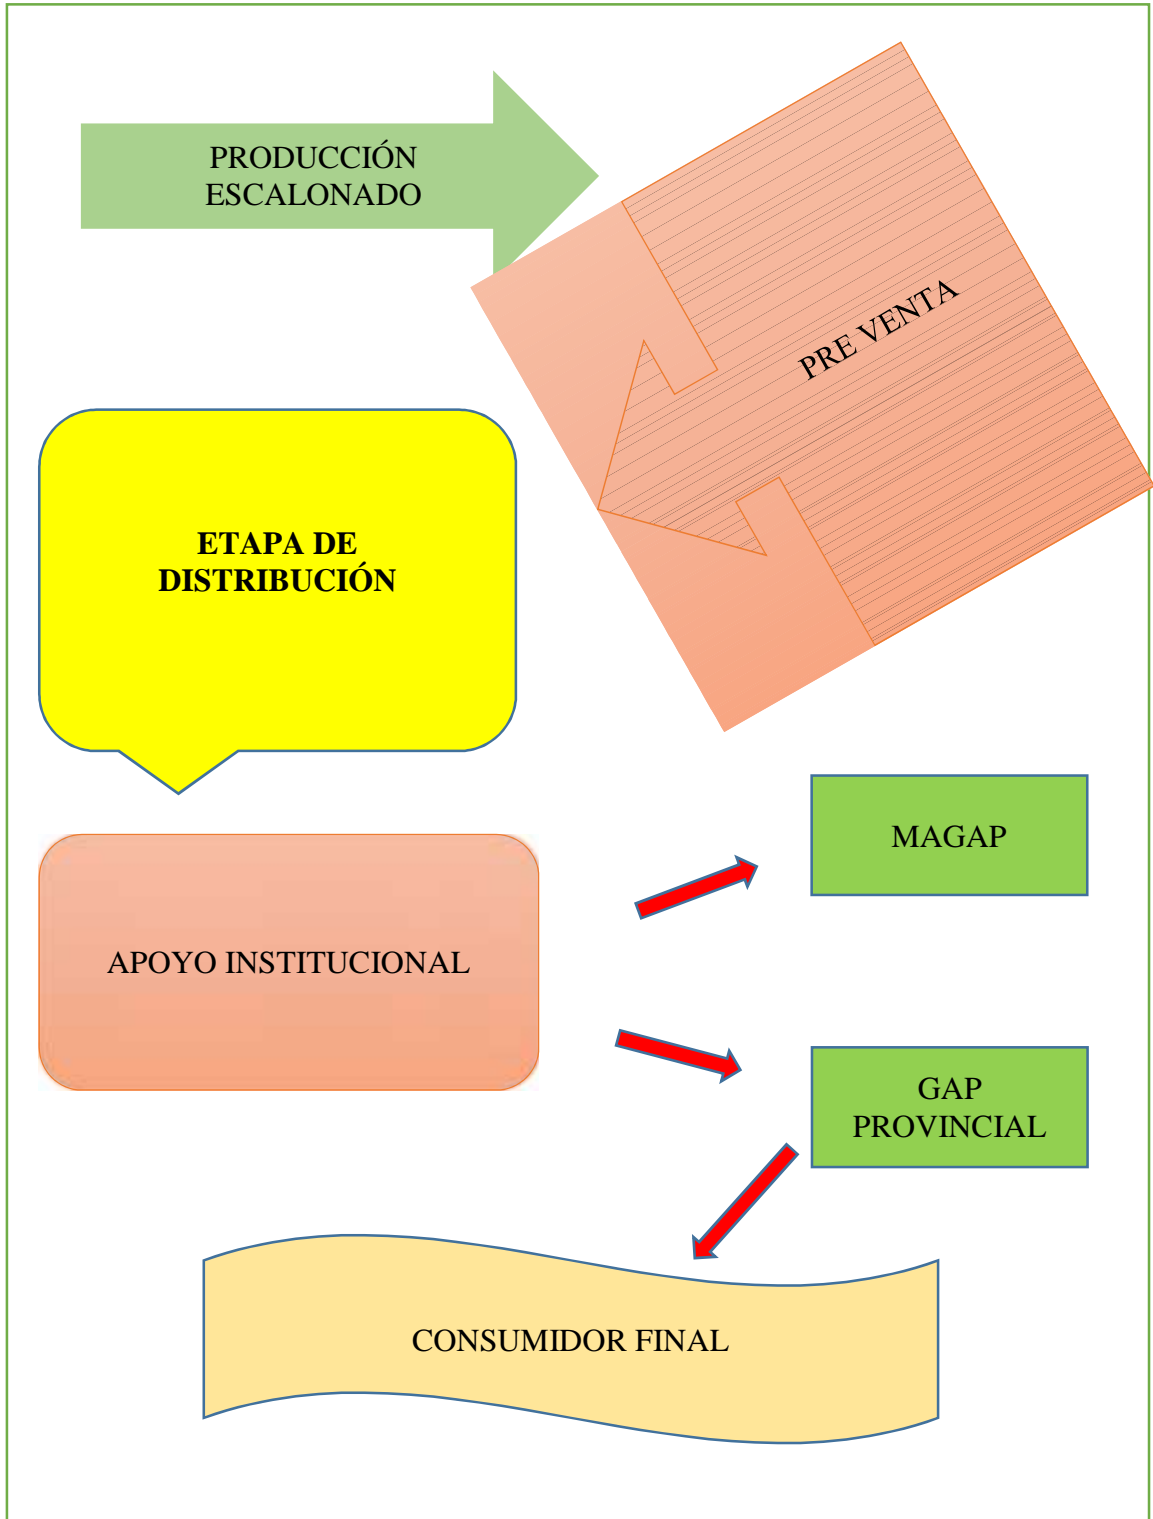 PRODUCCIÓN
ESCALONADO
PRE VENTA
ETAPA DE
DISTRIBUCIÓN
MAGAP
APOYO INSTITUCIONAL
GAP
PROVINCIAL
CONSUMIDOR FINAL